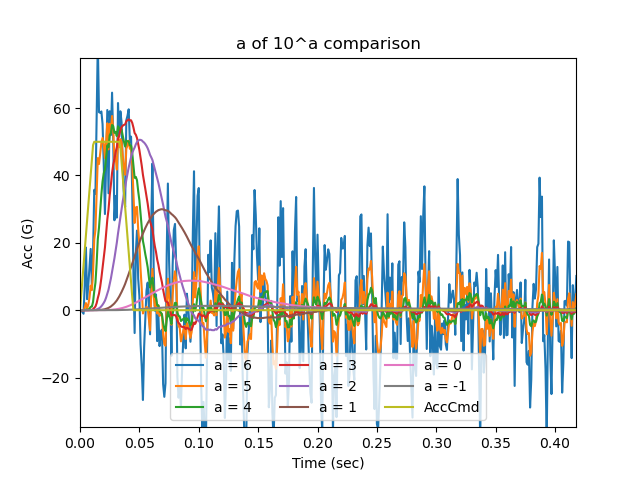 a of 10^a comparison
Acc (G)
60
40
20
0
−20
a = 6 a = 3 a = 0
a = 5 a = 2 a = -1
a = 4 a = 1 AccCmd
0.00 0.05 0.10 0.15 0.20 0.25 0.30 0.35 0.40
Time (sec)